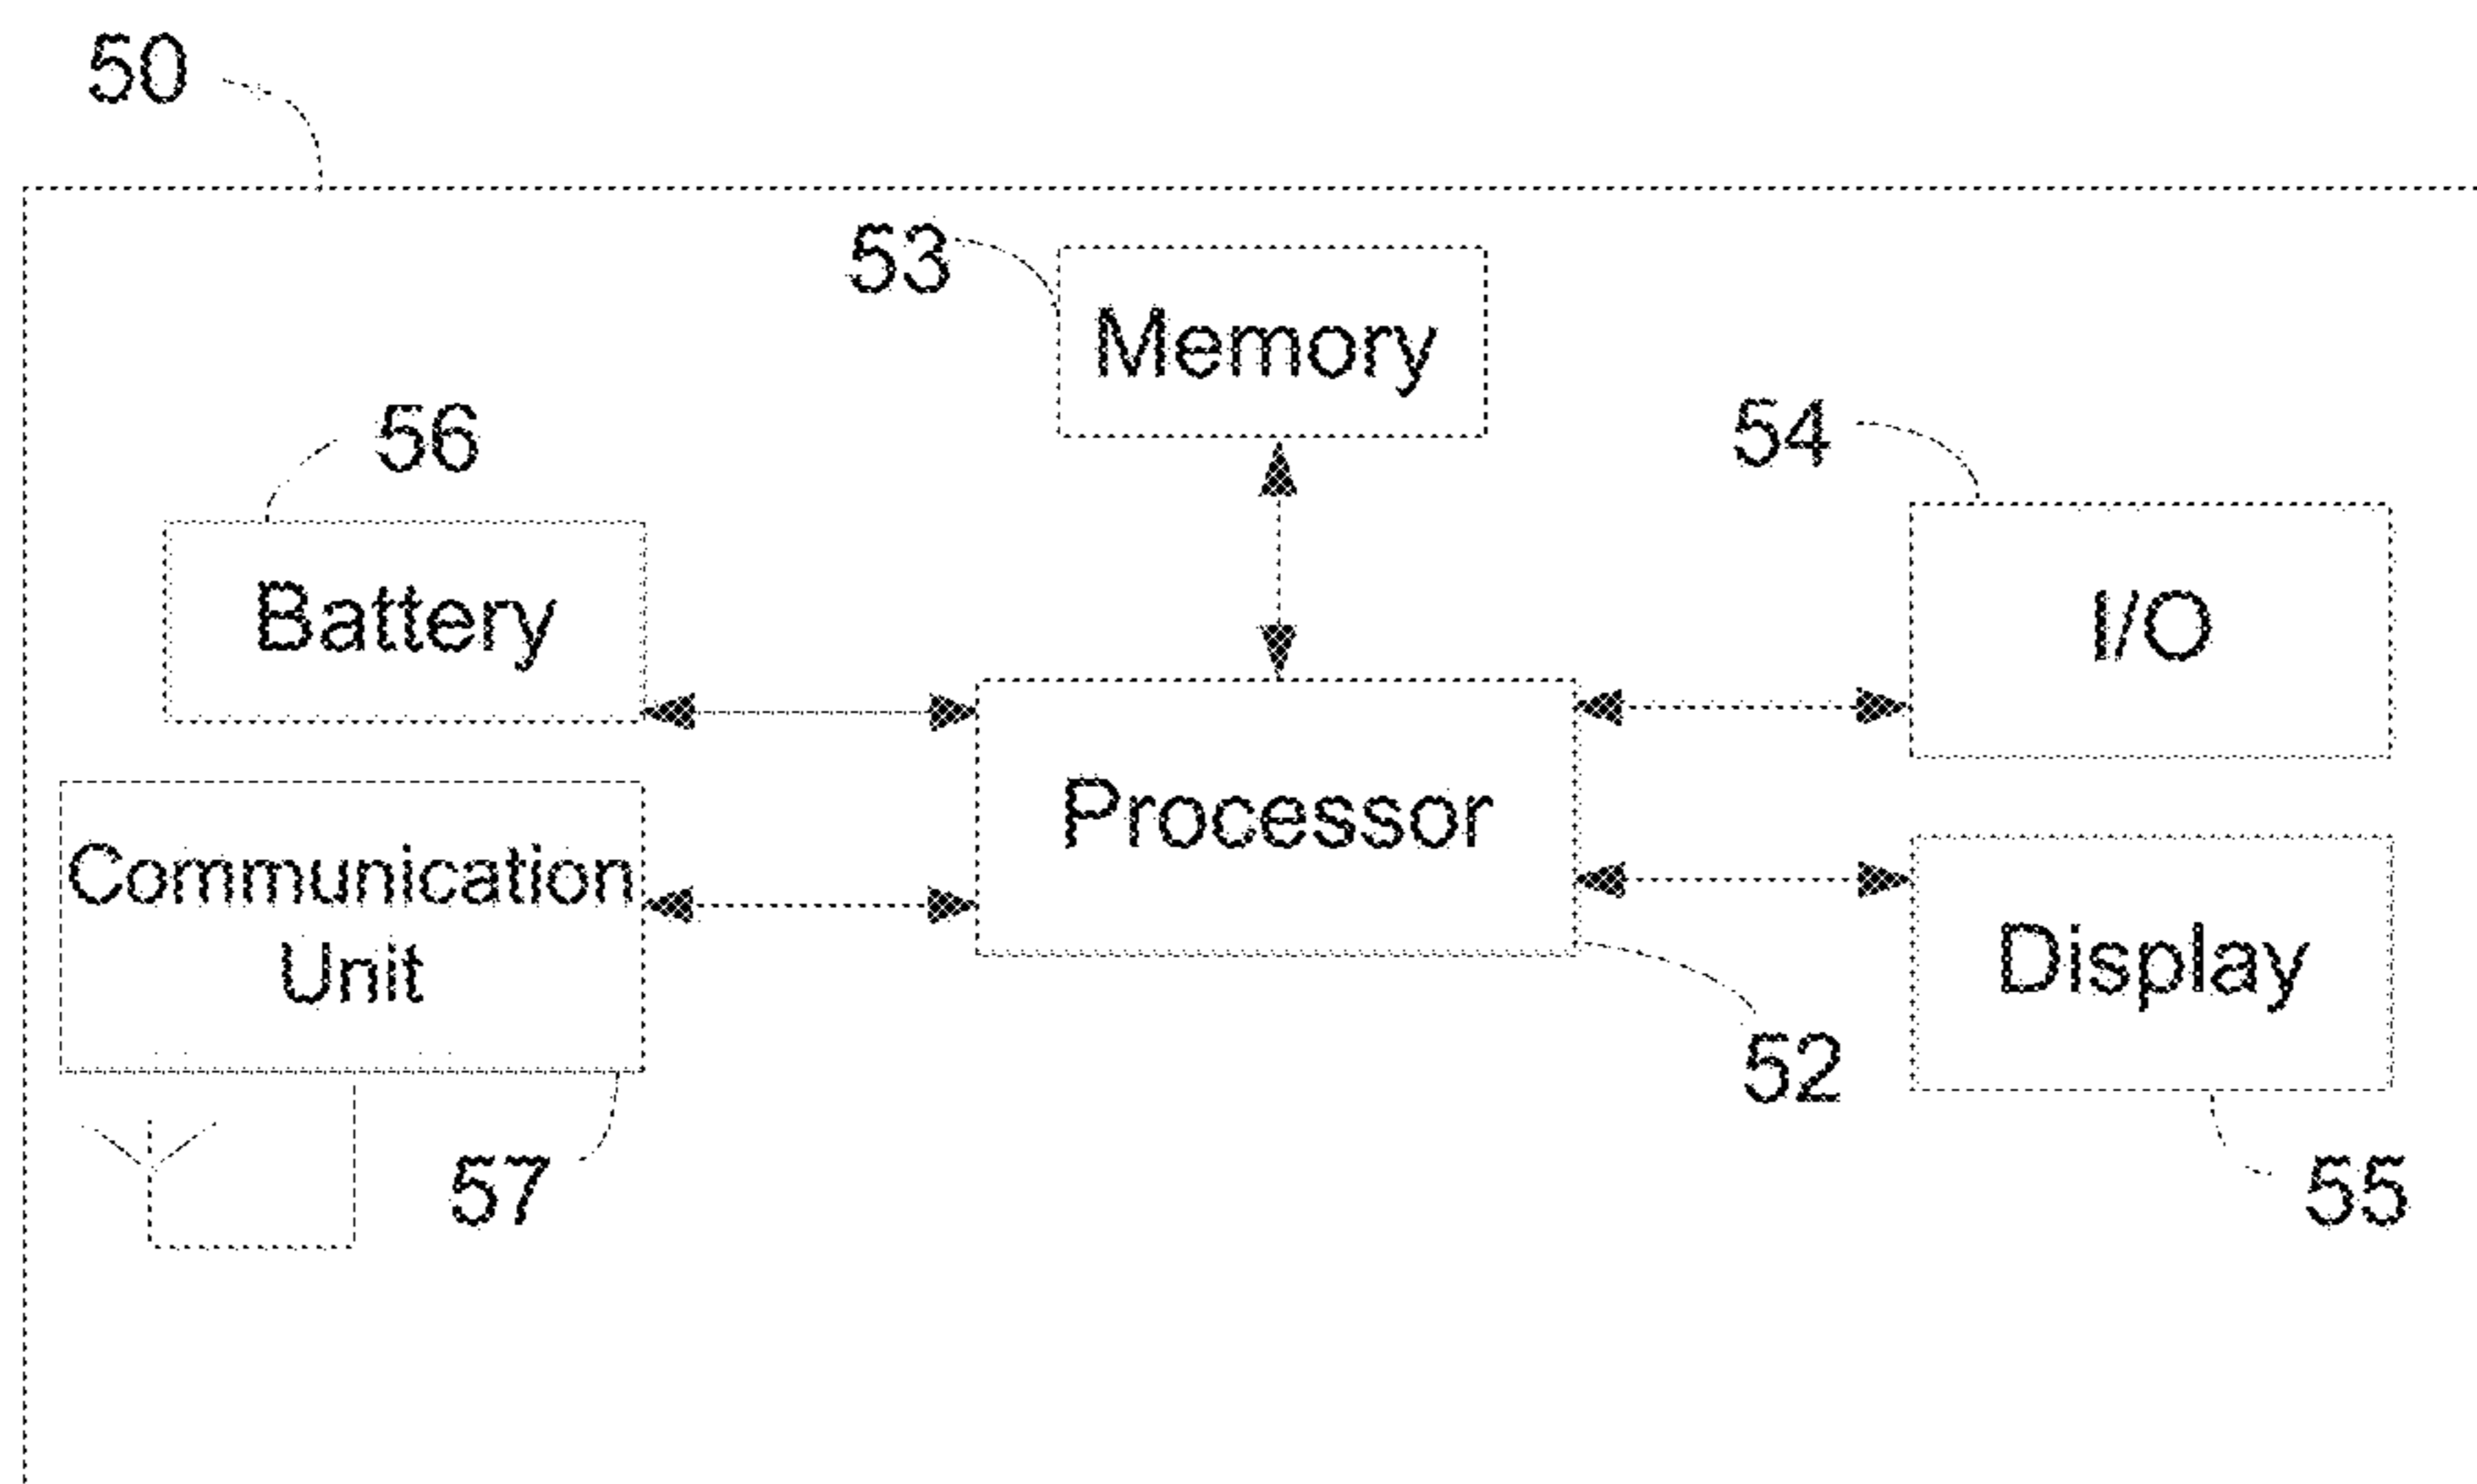 50
53
Memory
56
54
Battery
I/O
Processor
Communication
Unit
Display
52
57
55